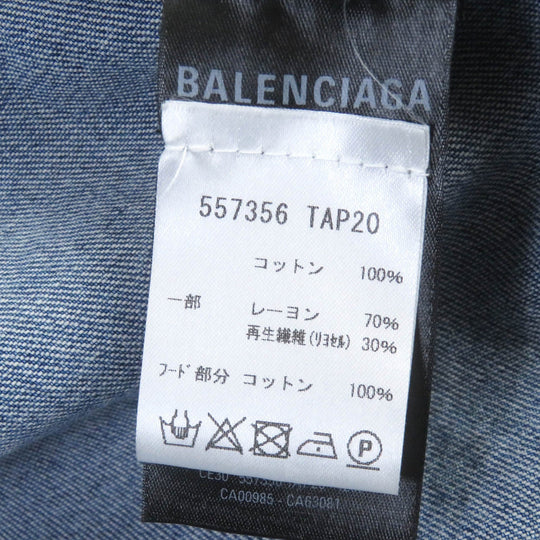 BALENCIAGA
557356 TAP20
コットン 100%
一部 レーヨン 70%
再生繊維(リヨセル) 30%
フード部分 コットン 100%
P
CA00985 - CA63081